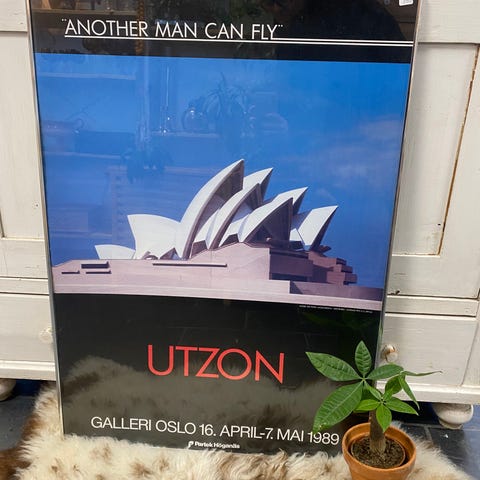 "ANOTHER MAN CAN FLY"
UTZON
GALLERI OSLO 16. APRIL-7. MAI 1989
Partek Höganäs